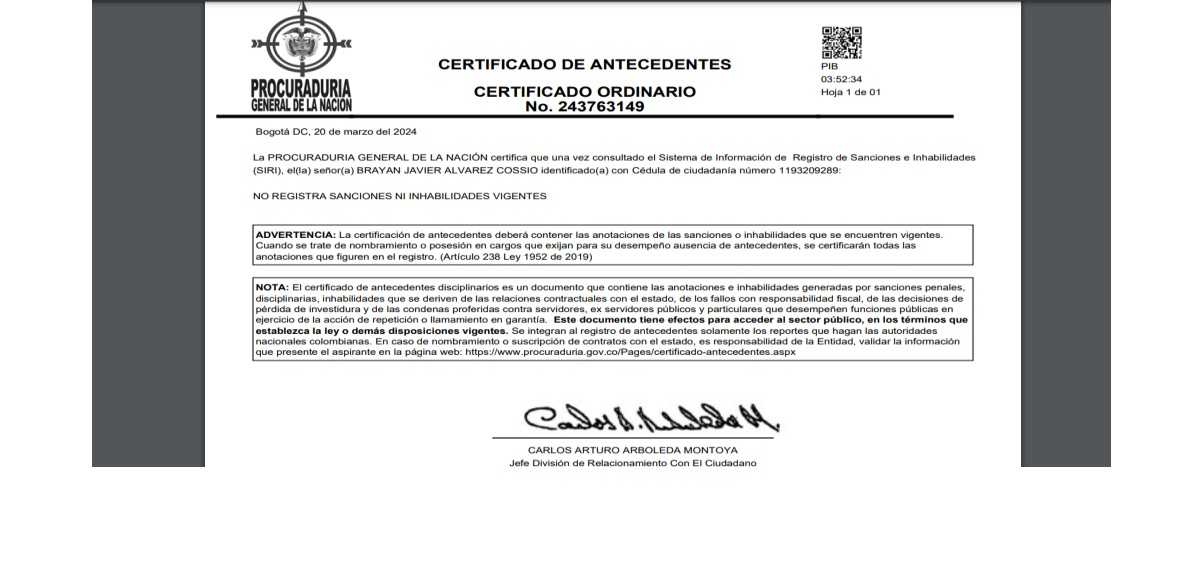 PROCURADURIA
GENERAL DE LA NACION
CERTIFICADO DE ANTECEDENTES
CERTIFICADO ORDINARIO
No. 243763149
PIB
03:52:34
Hoja 1 de 01
Bogotá DC, 20 de marzo del 2024
La PROCURADURIA GENERAL DE LA NACIÓN certifica que una vez consultado el Sistema de Información de Registro de Sanciones e Inhabilidades
(SIRI), el(la) señor(a) BRAYAN JAVIER ALVAREZ COSSIO identificado(a) con Cédula de ciudadanía número 1193209289:
NO REGISTRA SANCIONES NI INHABILIDADES VIGENTES
ADVERTENCIA: La certificación de antecedentes deberá contener las anotaciones de las sanciones o inhabilidades que se encuentren vigentes.
Cuando se trate de nombramiento o posesión en cargos que exijan para su desempeño ausencia de antecedentes, se certificarán todas las
anotaciones que figuren en el registro. (Artículo 238 Ley 1952 de 2019)
NOTA: El certificado de antecedentes disciplinarios es un documento que contiene las anotaciones e inhabilidades generadas por sanciones penales,
disciplinarias, inhabilidades que se deriven de las relaciones contractuales con el estado, de los fallos con responsabilidad fiscal, de las decisiones de
pérdida de investidura y de las condenas proferidas contra servidores, ex servidores públicos y particulares que desempeñen funciones públicas en
ejercicio de la acción de repetición o llamamiento en garantía. Este documento tiene efectos para acceder al sector público, en los términos que
establezca la ley o demás disposiciones vigentes. Se integran al registro de antecedentes solamente los reportes que hagan las autoridades
nacionales colombianas. En caso de nombramiento o suscripción de contratos con el estado, es responsabilidad de la Entidad, validar la información
que presente el aspirante en la página web: https://www.procuraduria.gov.co/Pages/certificado-antecedentes.aspx
Carlos A. Arboleda M.
CARLOS ARTURO ARBOLEDA MONTOYA
Jefe División de Relacionamiento Con El Ciudadano